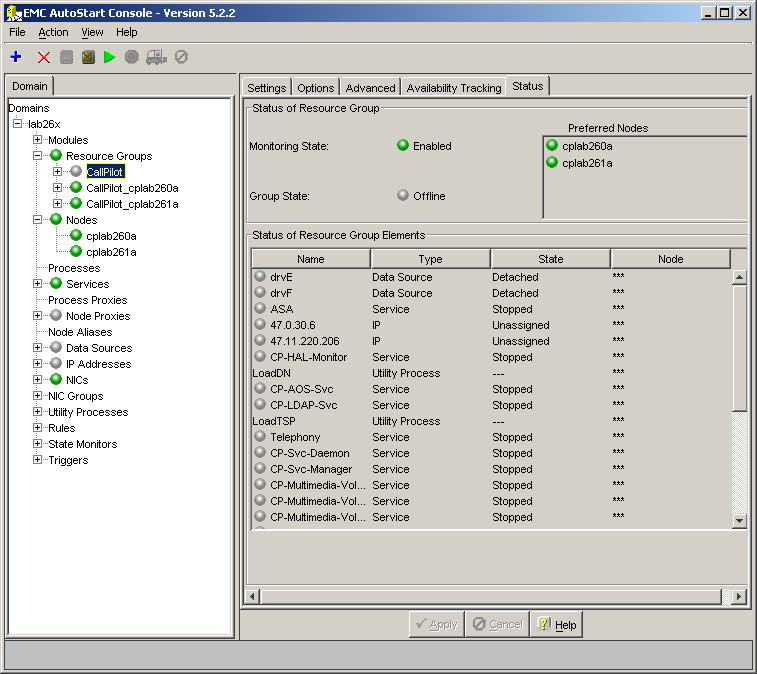 EMC AutoStart Console - Version 5.2.2
File Action View Help
Domain
Domains
lab26x
Modules
Resource Groups
CallPilot
CallPilot_cplab260a
CallPilot_cplab261a
Nodes
cplab260a
cplab261a
Processes
Services
Process Proxies
Node Proxies
Node Aliases
Data Sources
IP Addresses
NICs
NIC Groups
Utility Processes
Rules
State Monitors
Triggers
Settings Options Advanced Availability Tracking Status
Status of Resource Group
Preferred Nodes
Monitoring State: Enabled
cplab260a
cplab261a
Group State: Offline
Status of Resource Group Elements
Name Type State Node
drvE Data Source Detached ***
drvF Data Source Detached ***
ASA Service Stopped ***
47.0.30.6 IP Unassigned ***
47.11.220.206 IP Unassigned ***
CP-HAL-Monitor Service Stopped ***
LoadDN Utility Process --- ***
CP-AOS-Svc Service Stopped ***
CP-LDAP-Svc Service Stopped ***
LoadTSP Utility Process --- ***
Telephony Service Stopped ***
CP-Svc-Daemon Service Stopped ***
CP-Svc-Manager Service Stopped ***
CP-Multimedia-Vol... Service Stopped ***
CP-Multimedia-Vol... Service Stopped ***
CP-Multimedia-Vol... Service Stopped ***
Apply Cancel Help